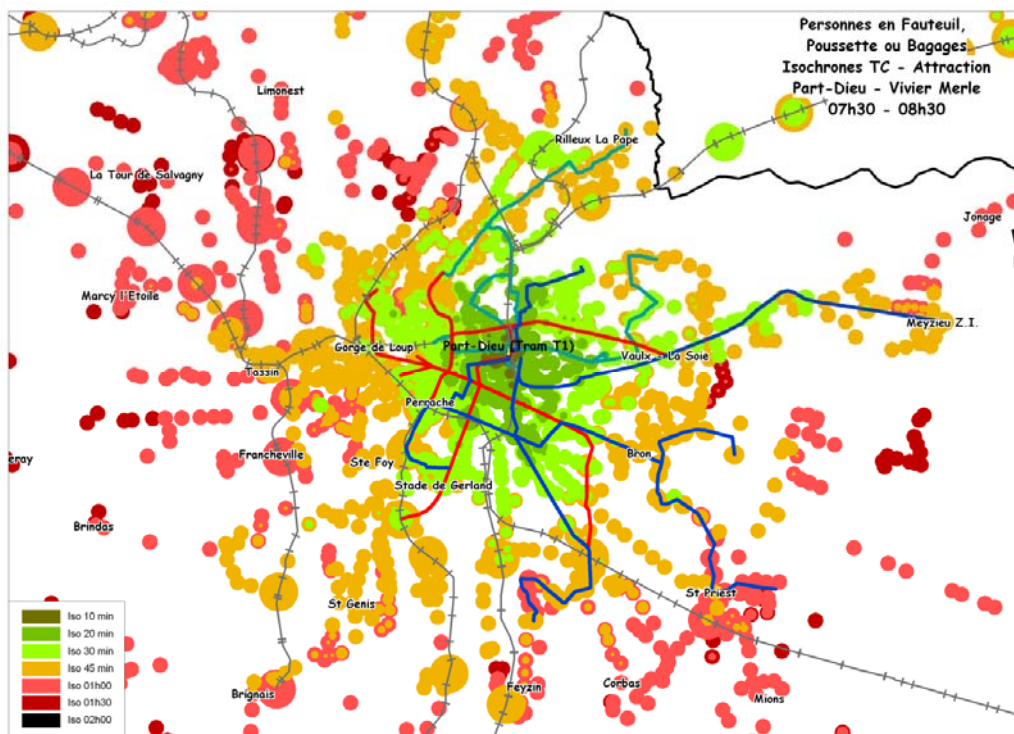 Personnes en Fauteuil,
Poussette ou Bagages
Isochrones TC - Attraction
Part-Dieu - Vivier Merle
07h30 - 08h30
Limonest
Rilleux La Pape
La Tour de Salvagny
Jonage
Marcy l'Etoile
Meyzieu Z.I.
Gorge de Loup
Part-Dieu (Tram T1)
Vaulx - La Soie
Tassin
Perrache
Francheville
Ste Foy
Bron
eray
Stade de Gerland
Brindas
St Genis
St Priest
Brignais
Feyzin
Corbas
Mions
Iso 10 min
Iso 20 min
Iso 30 min
Iso 45 min
Iso 01h00
Iso 01h30
Iso 02h00